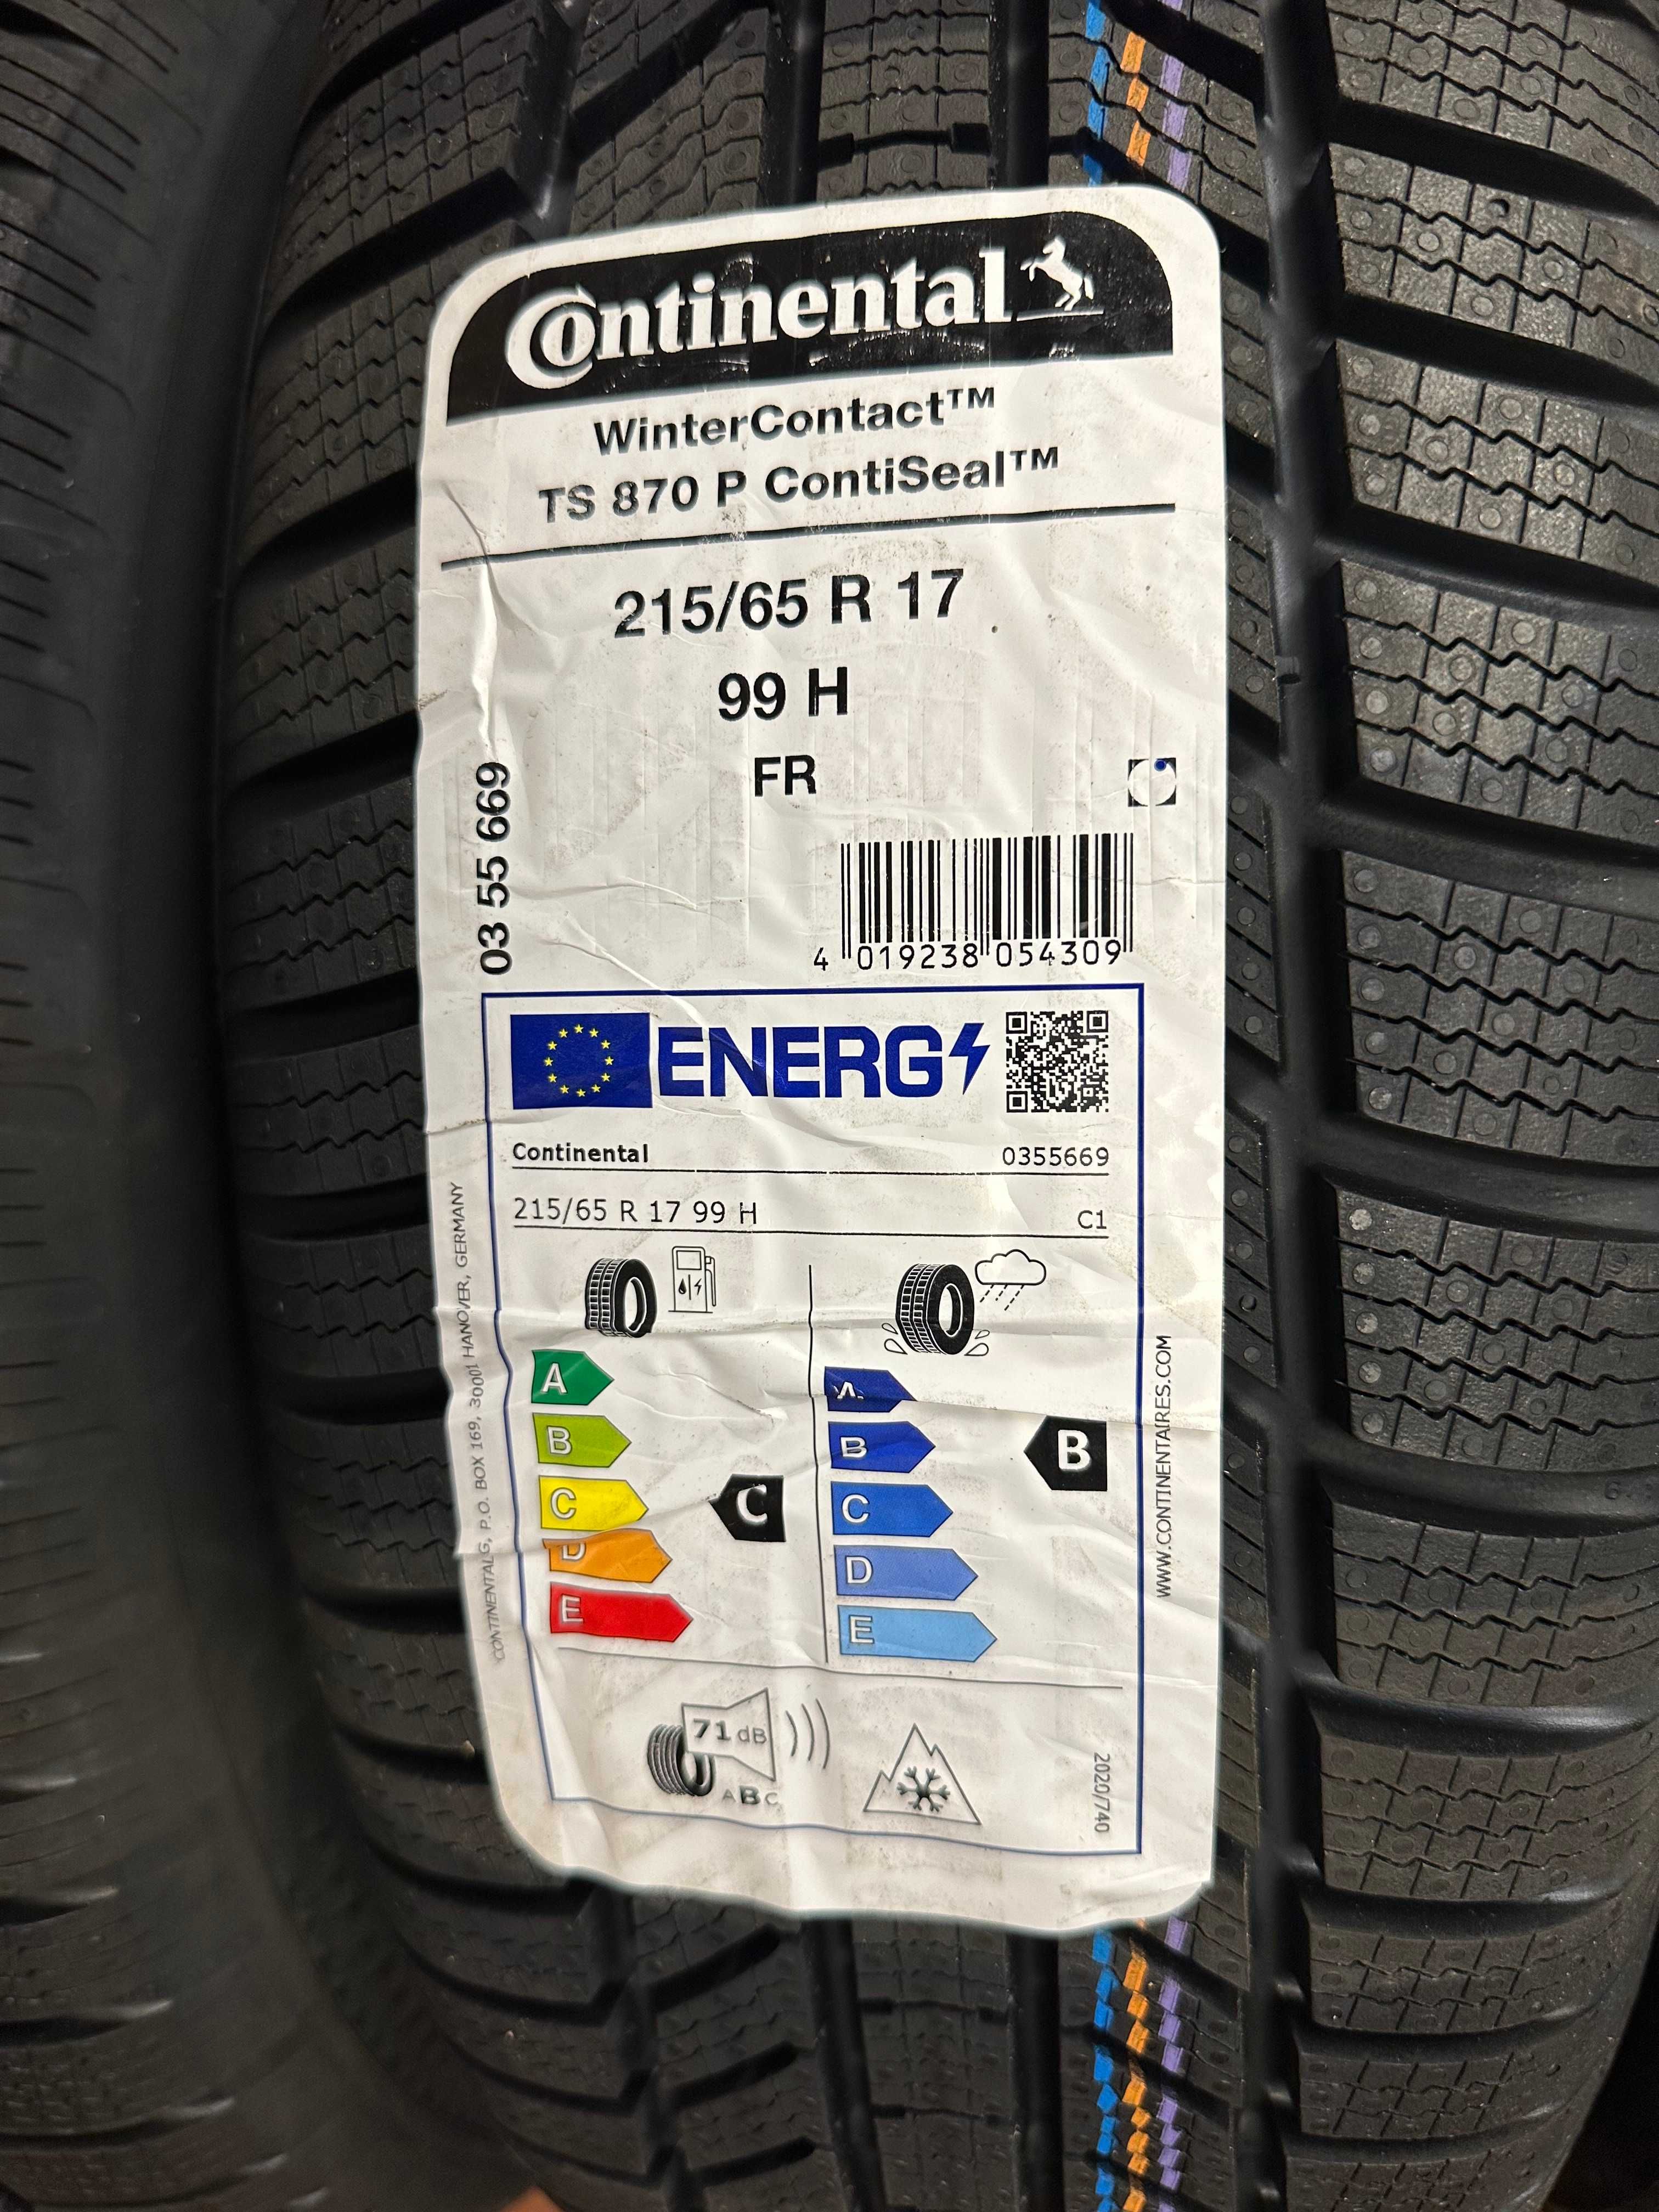 Continental
WinterContact™
TS 870 P ContiSeal™
215/65 R 17
99 H
FR
03 55 669
4 019238 054309
ENERG
Continental 0355669
215/65 R 17 99 H C1
A
B
C
D
E
C
A
B
C
D
E
B
71 dB
ABC
2020/740
CONTINENTAL G, P.O. BOX 169, 30001 HANOVER, GERMANY
WWW.CONTINENTAIRES.COM